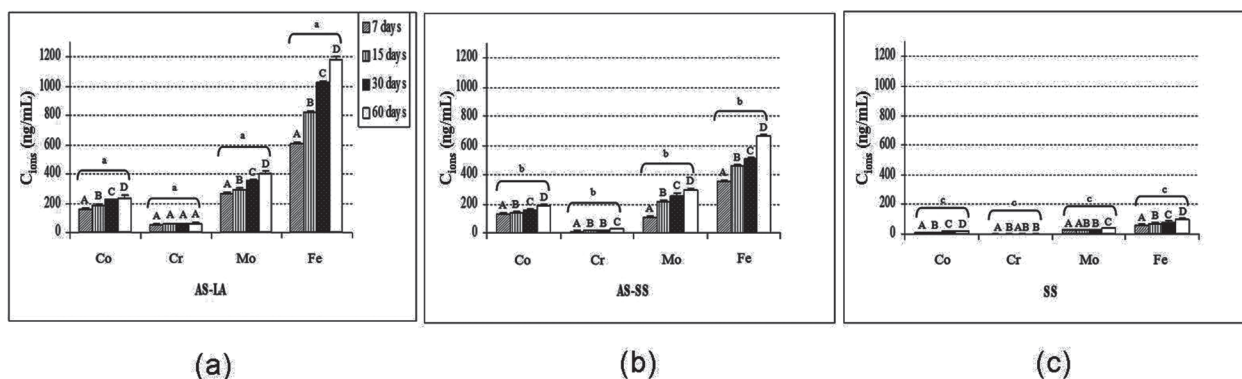 1200
1000
800
600
400
200
0
C_ions (ng/mL)
7 days
15 days
30 days
60 days
a
A B C D
a
A A A A
a
A B C D
a
A B C D
Co Cr Mo Fe
AS-LA
(a)
1200
1000
800
600
400
200
0
C_ions (ng/mL)
b
A B C D
b
A B B C
b
A B C D
b
A B C D
Co Cr Mo Fe
AS-SS
(b)
1200
1000
800
600
400
200
0
C_ions (ng/mL)
c
A B C D
c
A B AB B
c
A AB B C
c
A B C D
Co Cr Mo Fe
SS
(c)